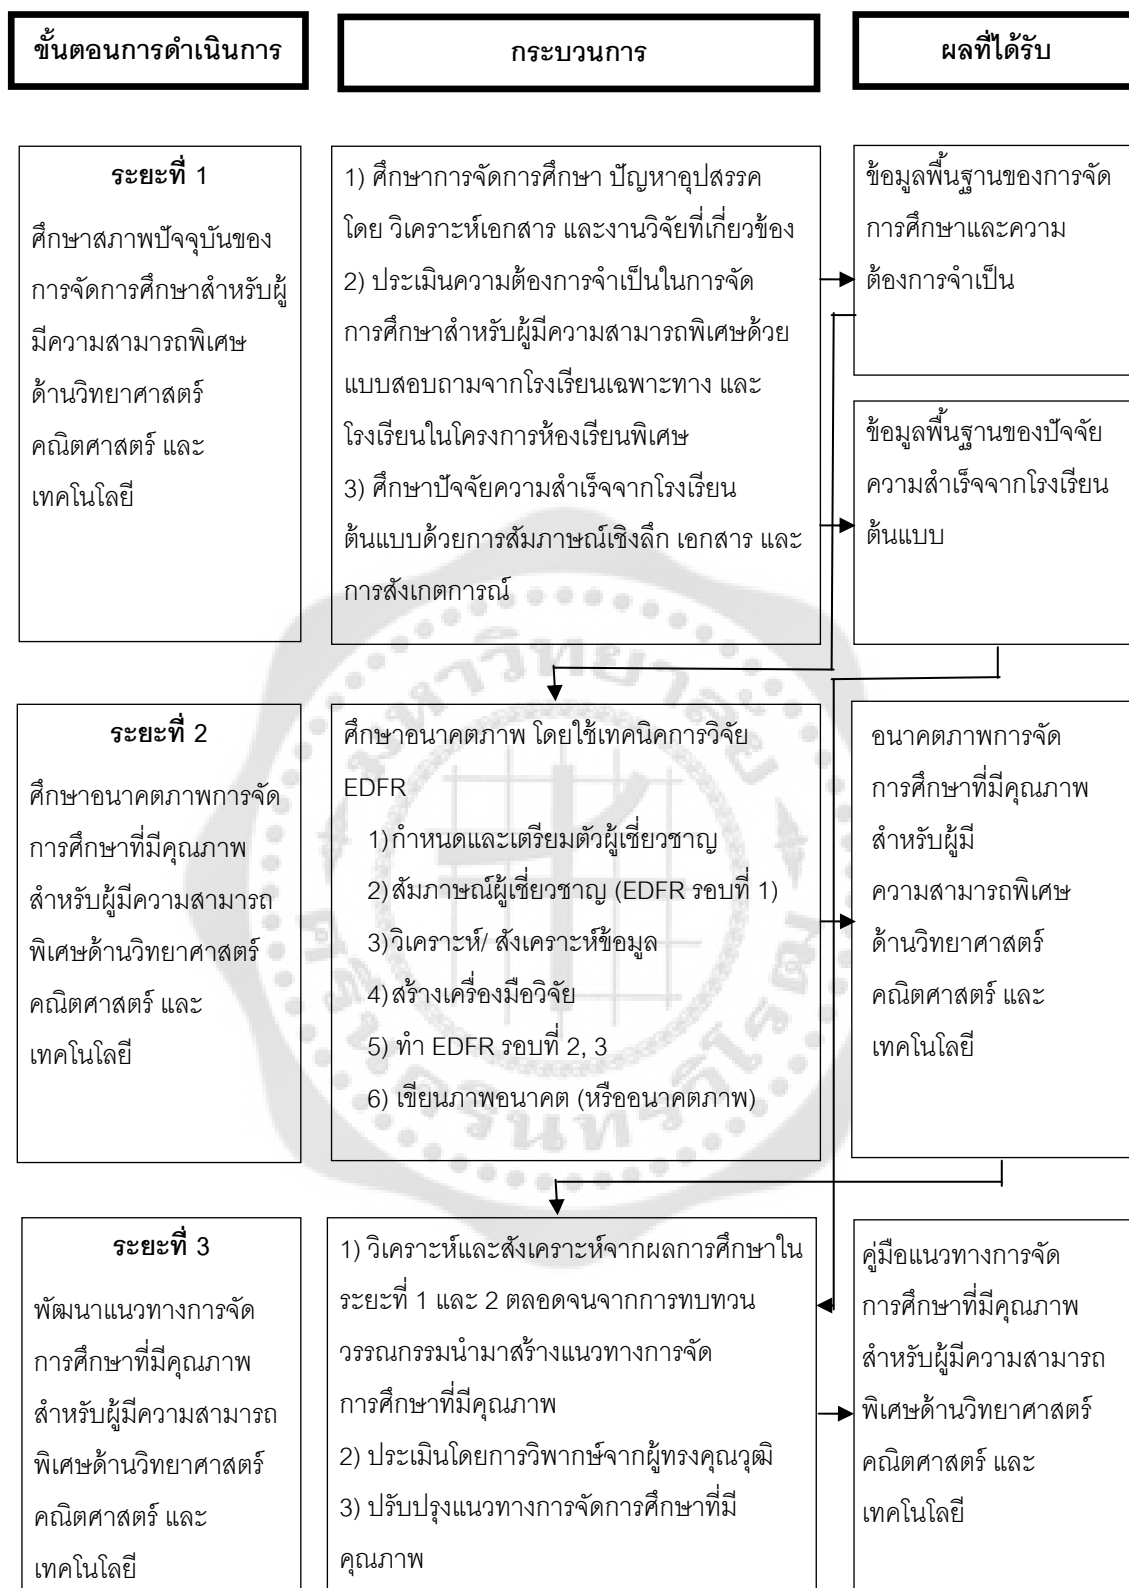 ขั้นตอนการดำเนินการ
กระบวนการ
ผลที่ได้รับ
ระยะที่ 1
ศึกษาสภาพปัจจุบันของ
การจัดการศึกษาสำหรับผู้
มีความสามารถพิเศษ
ด้านวิทยาศาสตร์
คณิตศาสตร์ และ
เทคโนโลยี
1) ศึกษาการจัดการศึกษา ปัญหาอุปสรรค
โดย วิเคราะห์เอกสาร และงานวิจัยที่เกี่ยวข้อง
2) ประเมินความต้องการจำเป็นในการจัด
การศึกษาสำหรับผู้มีความสามารถพิเศษด้วย
แบบสอบถามจากโรงเรียนเฉพาะทาง และ
โรงเรียนในโครงการห้องเรียนพิเศษ
3) ศึกษาปัจจัยความสำเร็จจากโรงเรียน
ต้นแบบด้วยการสัมภาษณ์เชิงลึก เอกสาร และ
การสังเกตการณ์
ข้อมูลพื้นฐานของการจัด
การศึกษาและความ
ต้องการจำเป็น
ข้อมูลพื้นฐานของปัจจัย
ความสำเร็จจากโรงเรียน
ต้นแบบ
ระยะที่ 2
ศึกษาอนาคตภาพการจัด
การศึกษาที่มีคุณภาพ
สำหรับผู้มีความสามารถ
พิเศษด้านวิทยาศาสตร์
คณิตศาสตร์ และ
เทคโนโลยี
ศึกษาอนาคตภาพ โดยใช้เทคนิคการวิจัย
EDFR
1)กำหนดและเตรียมตัวผู้เชี่ยวชาญ
2)สัมภาษณ์ผู้เชี่ยวชาญ (EDFR รอบที่ 1)
3)วิเคราะห์/ สังเคราะห์ข้อมูล
4)สร้างเครื่องมือวิจัย
5) ทำ EDFR รอบที่ 2, 3
6) เขียนภาพอนาคต (หรืออนาคตภาพ)
อนาคตภาพการจัด
การศึกษาที่มีคุณภาพ
สำหรับผู้มี
ความสามารถพิเศษ
ด้านวิทยาศาสตร์
คณิตศาสตร์ และ
เทคโนโลยี
ระยะที่ 3
พัฒนาแนวทางการจัด
การศึกษาที่มีคุณภาพ
สำหรับผู้มีความสามารถ
พิเศษด้านวิทยาศาสตร์
คณิตศาสตร์ และ
เทคโนโลยี
1) วิเคราะห์และสังเคราะห์จากผลการศึกษาใน
ระยะที่ 1 และ 2 ตลอดจนจากการทบทวน
วรรณกรรมนำมาสร้างแนวทางการจัด
การศึกษาที่มีคุณภาพ
2) ประเมินโดยการวิพากษ์จากผู้ทรงคุณวุฒิ
3) ปรับปรุงแนวทางการจัดการศึกษาที่มี
คุณภาพ
คู่มือแนวทางการจัด
การศึกษาที่มีคุณภาพ
สำหรับผู้มีความสามารถ
พิเศษด้านวิทยาศาสตร์
คณิตศาสตร์ และ
เทคโนโลยี
มหาวิทยาลัย
ศรีนครินทรวิโรฒ